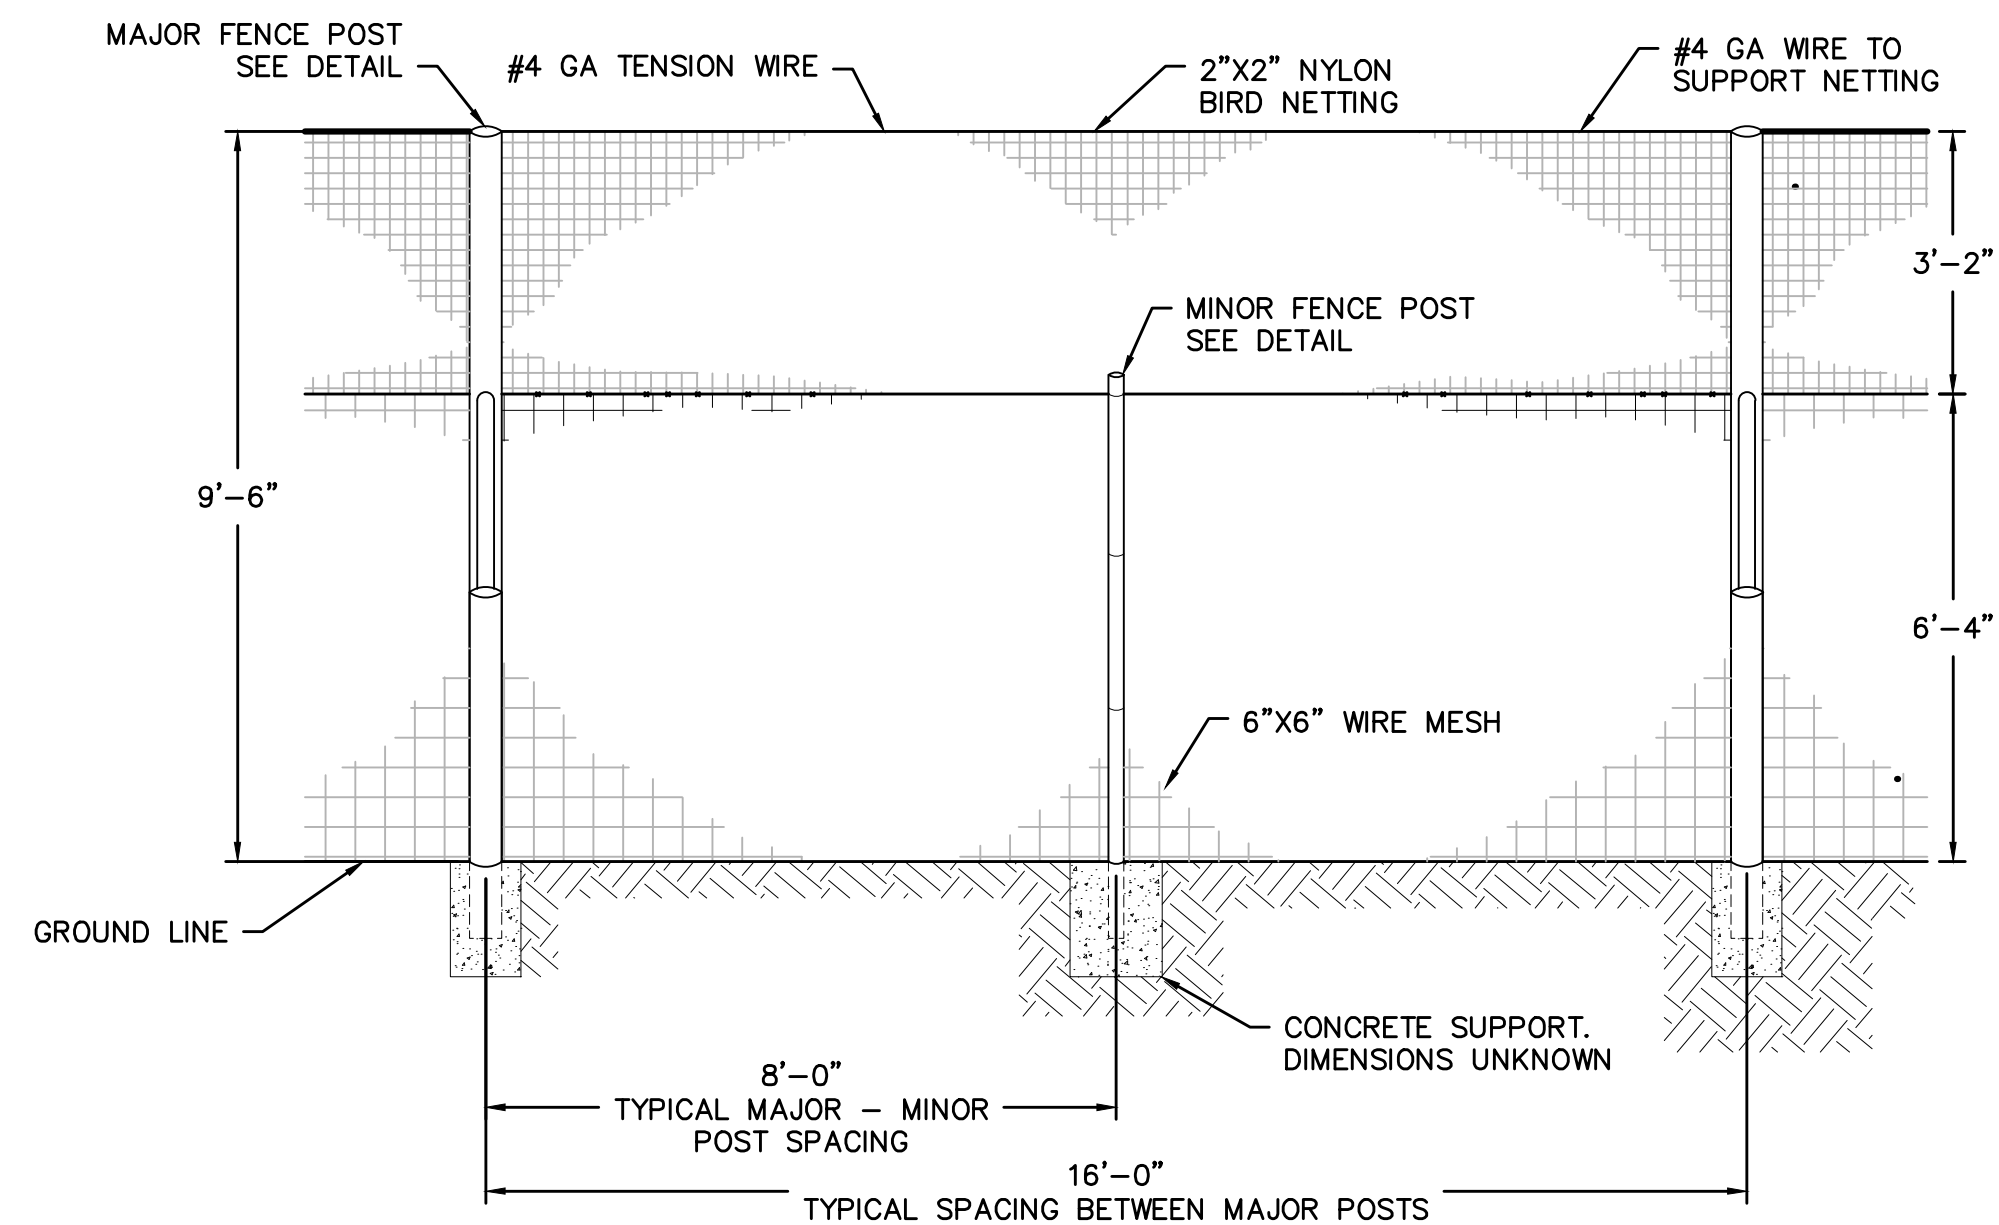 MAJOR FENCE POST
SEE DETAIL
#4 GA TENSION WIRE
2"X2" NYLON
BIRD NETTING
#4 GA WIRE TO
SUPPORT NETTING
3'-2"
MINOR FENCE POST
SEE DETAIL
9'-6"
6'-4"
6"X6" WIRE MESH
GROUND LINE
CONCRETE SUPPORT.
DIMENSIONS UNKNOWN
8'-0"
TYPICAL MAJOR - MINOR
POST SPACING
16'-0"
TYPICAL SPACING BETWEEN MAJOR POSTS